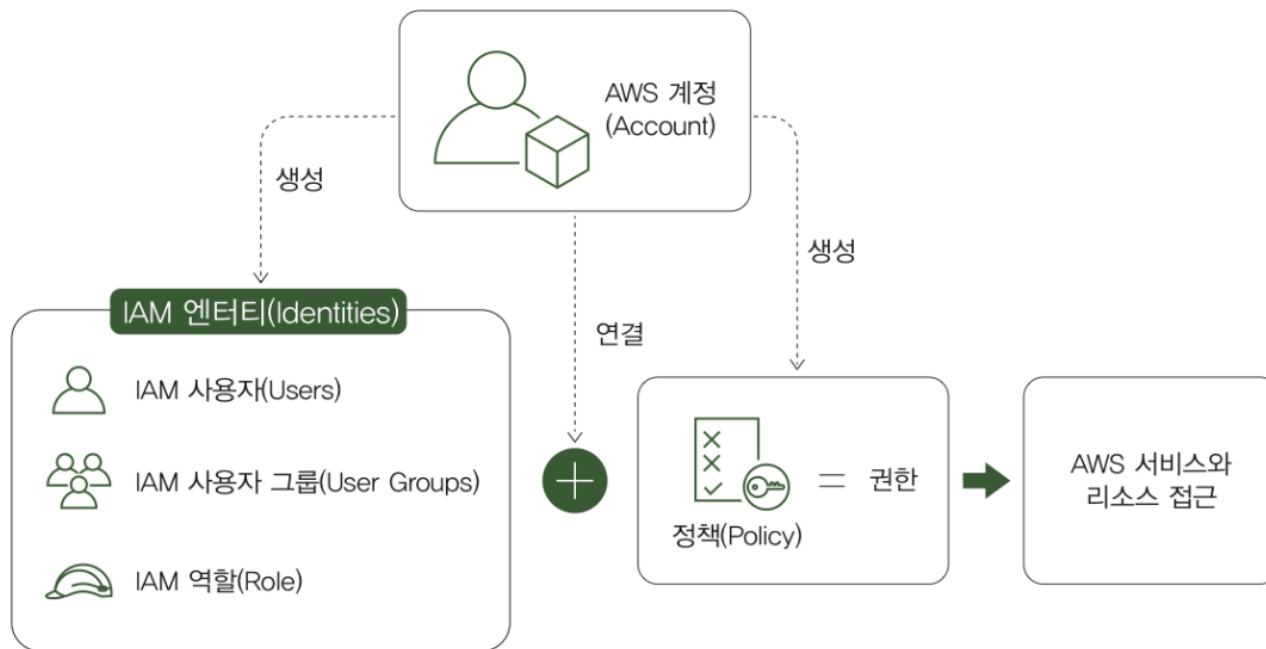 AWS 계정
(Account)
생성
생성
연결
IAM 엔터티(Identities)
IAM 사용자(Users)
IAM 사용자 그룹(User Groups)
IAM 역할(Role)
정책(Policy)
= 권한
AWS 서비스와
리소스 접근